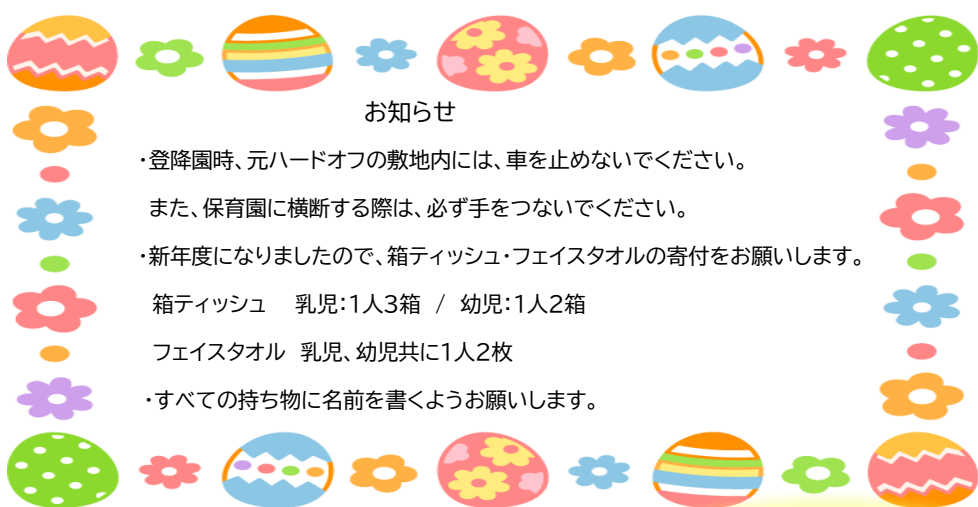 お知らせ
・登降園時、元ハードオフの敷地内には、車を止めないでください。
また、保育園に横断する際は、必ず手をつないでください。
・新年度になりましたので、箱ティッシュ・フェイスタオルの寄付をお願いします。
箱ティッシュ　乳児：1人3箱 / 幼児：1人2箱
フェイスタオル 乳児、幼児共に1人2枚
・すべての持ち物に名前を書くようお願いします。